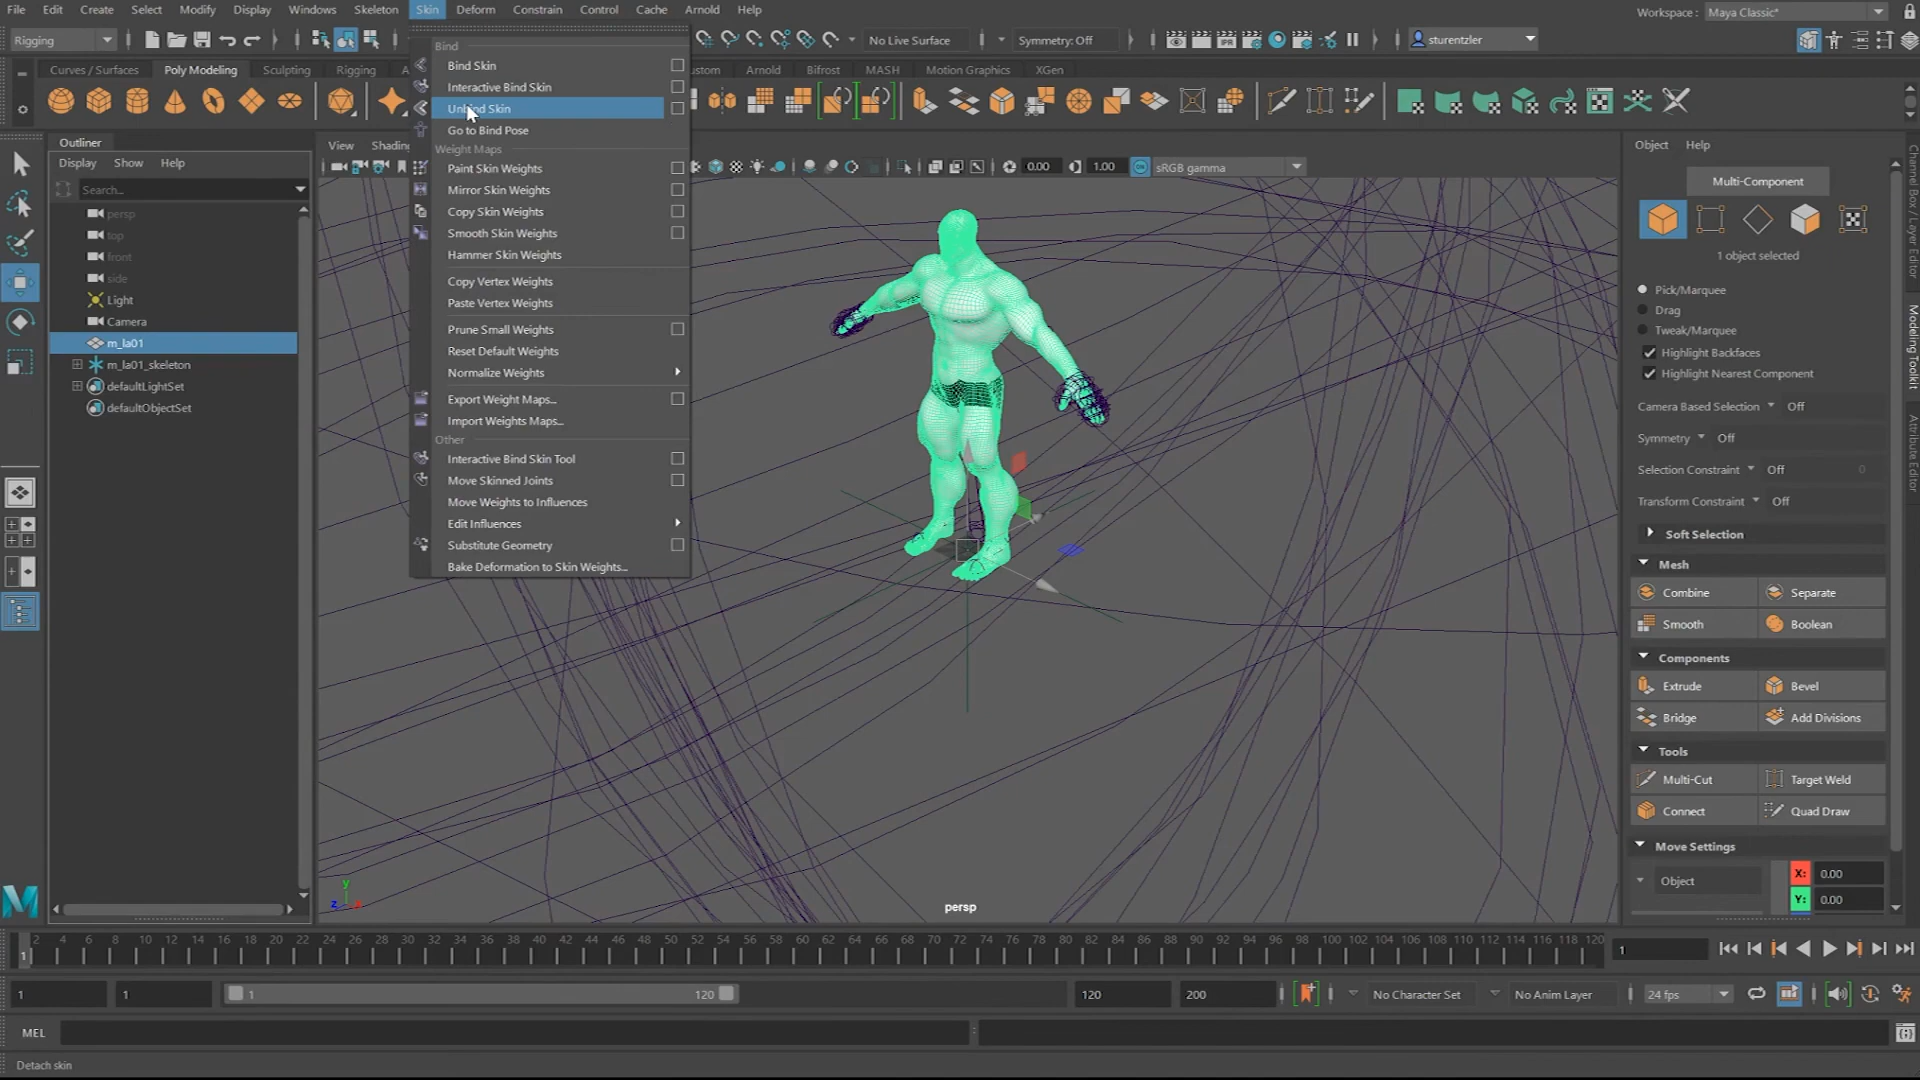 File Edit Create Select Modify Display Windows Skeleton Skin Deform Constrain Control Cache Arnold Help
Workspace : Maya Classic*
Rigging
No Live Surface
Symmetry: Off
sturentzler
Curves / Surfaces Poly Modeling Sculpting Rigging
Arnold Bifrost MASH Motion Graphics XGen
Bind
Bind Skin
Interactive Bind Skin
Unbind Skin
Go to Bind Pose
Weight Maps
Paint Skin Weights
Mirror Skin Weights
Copy Skin Weights
Smooth Skin Weights
Hammer Skin Weights
Copy Vertex Weights
Paste Vertex Weights
Prune Small Weights
Reset Default Weights
Normalize Weights
Export Weight Maps...
Import Weights Maps...
Other
Interactive Bind Skin Tool
Move Skinned Joints
Move Weights to Influences
Edit Influences
Substitute Geometry
Bake Deformation to Skin Weights...
Outliner
Display Show Help
Search...
persp
top
front
side
Light
Camera
m_la01
m_la01_skeleton
defaultLightSet
defaultObjectSet
View Shading
0.00
1.00
sRGB gamma
y
z
persp
Object Help
Multi-Component
1 object selected
Pick/Marquee
Drag
Tweak/Marquee
Highlight Backfaces
Highlight Nearest Component
Camera Based Selection Off
Symmetry Off
Selection Constraint Off 0
Transform Constraint Off
Soft Selection
Mesh
Combine Separate
Smooth Boolean
Components
Extrude Bevel
Bridge Add Divisions
Tools
Multi-Cut Target Weld
Connect Quad Draw
Move Settings
Object
X: 0.00
Y: 0.00
Channel Box / Layer Editor
Modeling Toolkit
Attribute Editor
2 4 6 8 10 12 14 16 18 20 22 24 26 28 30 32 34 36 38 40 42 44 46 48 50 52 54 56 58 60 62 64 66 68 70 72 74 76 78 80 82 84 86 88 90 92 94 96 98 100 102 104 106 108 110 112 114 116 118 120
1
1
1 1 1 120 120 200 No Character Set No Anim Layer 24 fps
MEL
Detach skin